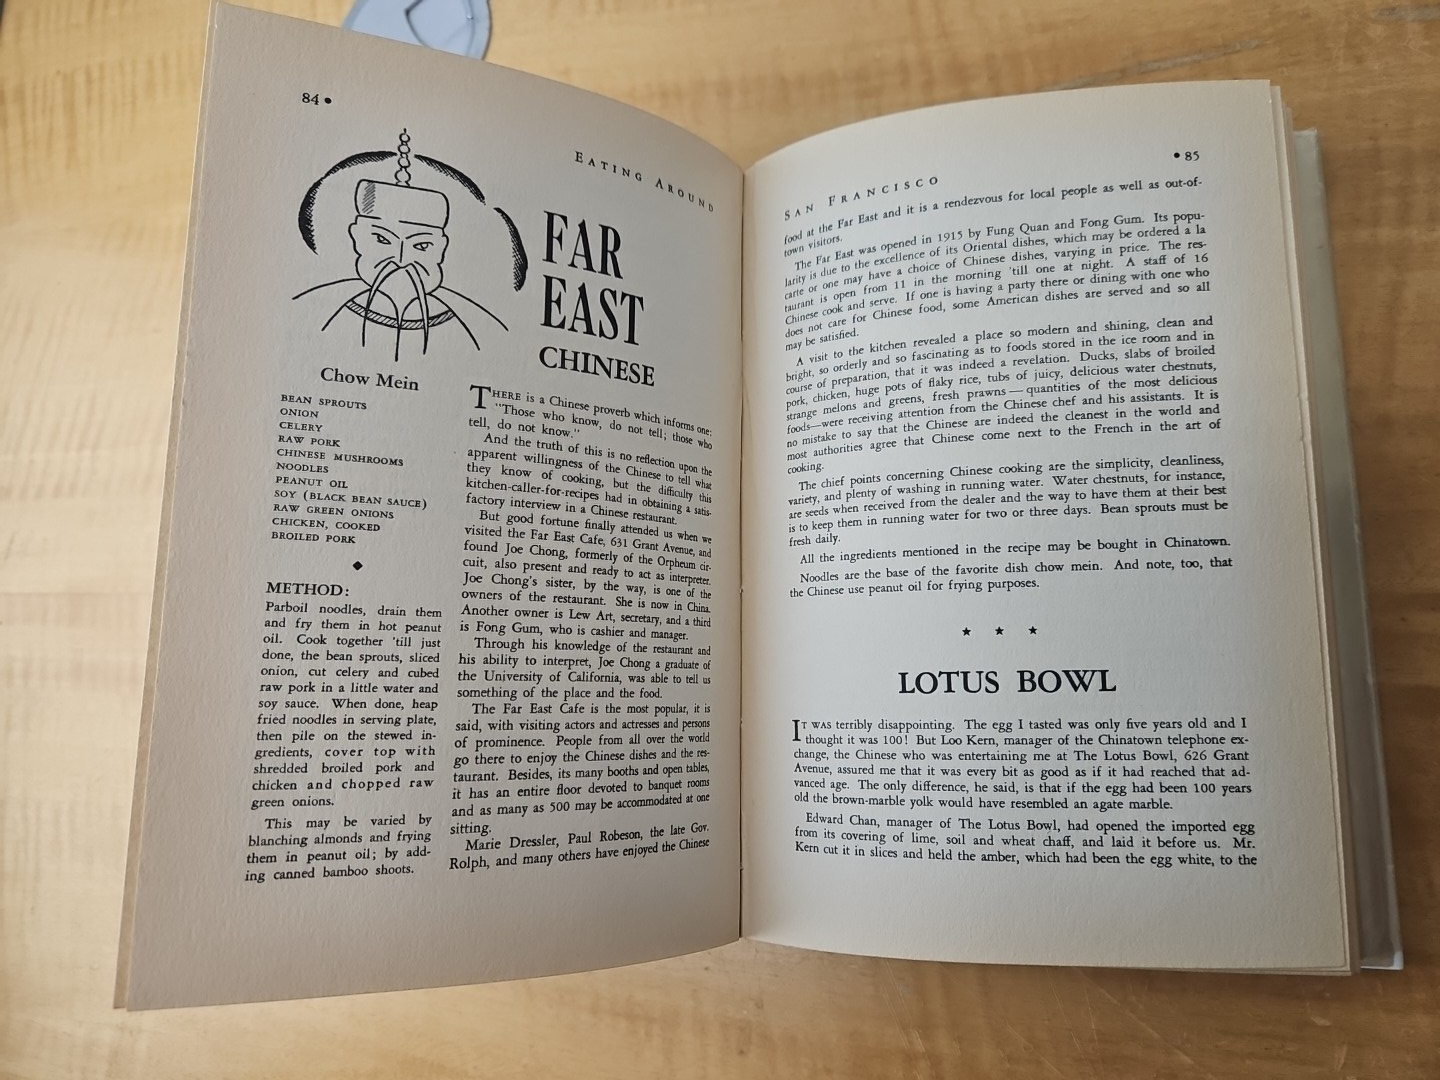 84 •
EATING AROUND
FAR
EAST
CHINESE
Chow Mein
BEAN SPROUTS
ONION
CELERY
RAW PORK
CHINESE MUSHROOMS
NOODLES
PEANUT OIL
SOY (BLACK BEAN SAUCE)
RAW GREEN ONIONS
CHICKEN, COOKED
BROILED PORK
METHOD:
Parboil noodles, drain them
and fry them in hot peanut
oil. Cook together 'till just
done, the bean sprouts, sliced
onion, cut celery and cubed
raw pork in a little water and
soy sauce. When done, heap
fried noodles in serving plate,
then pile on the stewed in-
gredients, cover top with
shredded broiled pork and
chicken and chopped raw
green onions.
This may be varied by
blanching almonds and frying
them in peanut oil; by add-
ing canned bamboo shoots.
THERE is a Chinese proverb which informs one:
"Those who know, do not tell; those who
tell, do not know."
And the truth of this is no reflection upon the
apparent willingness of the Chinese to tell what
they know of cooking, but the difficulty this
kitchen-caller-for-recipes had in obtaining a satis-
factory interview in a Chinese restaurant.
But good fortune finally attended us when we
visited the Far East Cafe, 631 Grant Avenue, and
found Joe Chong, formerly of the Orpheum cir-
cuit, also present and ready to act as interpreter.
Joe Chong's sister, by the way, is one of the
owners of the restaurant. She is now in China.
Another owner is Lew Art, secretary, and a third
is Fong Gum, who is cashier and manager.
Through his knowledge of the restaurant and
his ability to interpret, Joe Chong a graduate of
the University of California, was able to tell us
something of the place and the food.
The Far East Cafe is the most popular, it is
said, with visiting actors and actresses and persons
of prominence. People from all over the world
go there to enjoy the Chinese dishes and the res-
taurant. Besides, its many booths and open tables,
it has an entire floor devoted to banquet rooms
and as many as 500 may be accommodated at one
sitting.
Marie Dressler, Paul Robeson, the late Gov.
Rolph, and many others have enjoyed the Chinese
SAN FRANCISCO
• 85
food at the Far East and it is a rendezvous for local people as well as out-of-
town visitors.
The Far East was opened in 1915 by Fung Quan and Fong Gum. Its popu-
larity is due to the excellence of its Oriental dishes, which may be ordered a la
carte or one may have a choice of Chinese dishes, varying in price. The res-
taurant is open from 11 in the morning 'till one at night. A staff of 16
Chinese cook and serve. If one is having a party there or dining with one who
does not care for Chinese food, some American dishes are served and so all
may be satisfied.
A visit to the kitchen revealed a place so modern and shining, clean and
bright, so orderly and so fascinating as to foods stored in the ice room and in
course of preparation, that it was indeed a revelation. Ducks, slabs of broiled
pork, chicken, huge pots of flaky rice, tubs of juicy, delicious water chestnuts,
strange melons and greens, fresh prawns—quantities of the most delicious
foods—were receiving attention from the Chinese chef and his assistants. It is
no mistake to say that the Chinese are indeed the cleanest in the world and
most authorities agree that Chinese come next to the French in the art of
cooking.
The chief points concerning Chinese cooking are the simplicity, cleanliness,
variety, and plenty of washing in running water. Water chestnuts, for instance,
are seeds when received from the dealer and the way to have them at their best
is to keep them in running water for two or three days. Bean sprouts must be
fresh daily.
All the ingredients mentioned in the recipe may be bought in Chinatown.
Noodles are the base of the favorite dish chow mein. And note, too, that
the Chinese use peanut oil for frying purposes.
★ ★ ★
LOTUS BOWL
IT WAS terribly disappointing. The egg I tasted was only five years old and I
thought it was 100! But Loo Kern, manager of the Chinatown telephone ex-
change, the Chinese who was entertaining me at The Lotus Bowl, 626 Grant
Avenue, assured me that it was every bit as good as if it had reached that ad-
vanced age. The only difference, he said, is that if the egg had been 100 years
old the brown-marble yolk would have resembled an agate marble.
Edward Chan, manager of The Lotus Bowl, had opened the imported egg
from its covering of lime, soil and wheat chaff, and laid it before us. Mr.
Kern cut it in slices and held the amber, which had been the egg white, to the